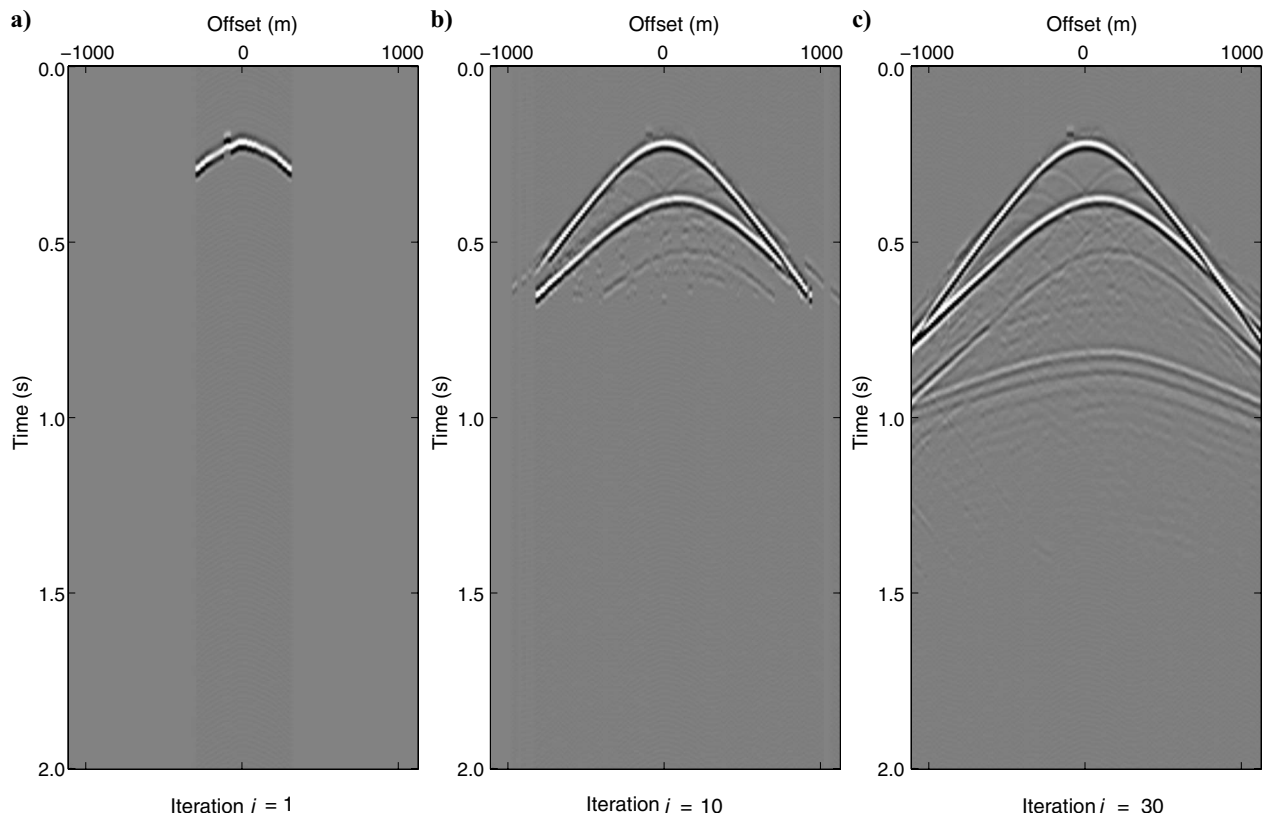 a)
Offset (m)
−1000 0 1000
0.0
0.5
1.0
1.5
2.0
Time (s)
Iteration i = 1
b)
Offset (m)
−1000 0 1000
0.0
0.5
1.0
1.5
2.0
Time (s)
Iteration i = 10
c)
Offset (m)
−1000 0 1000
0.0
0.5
1.0
1.5
2.0
Time (s)
Iteration i = 30